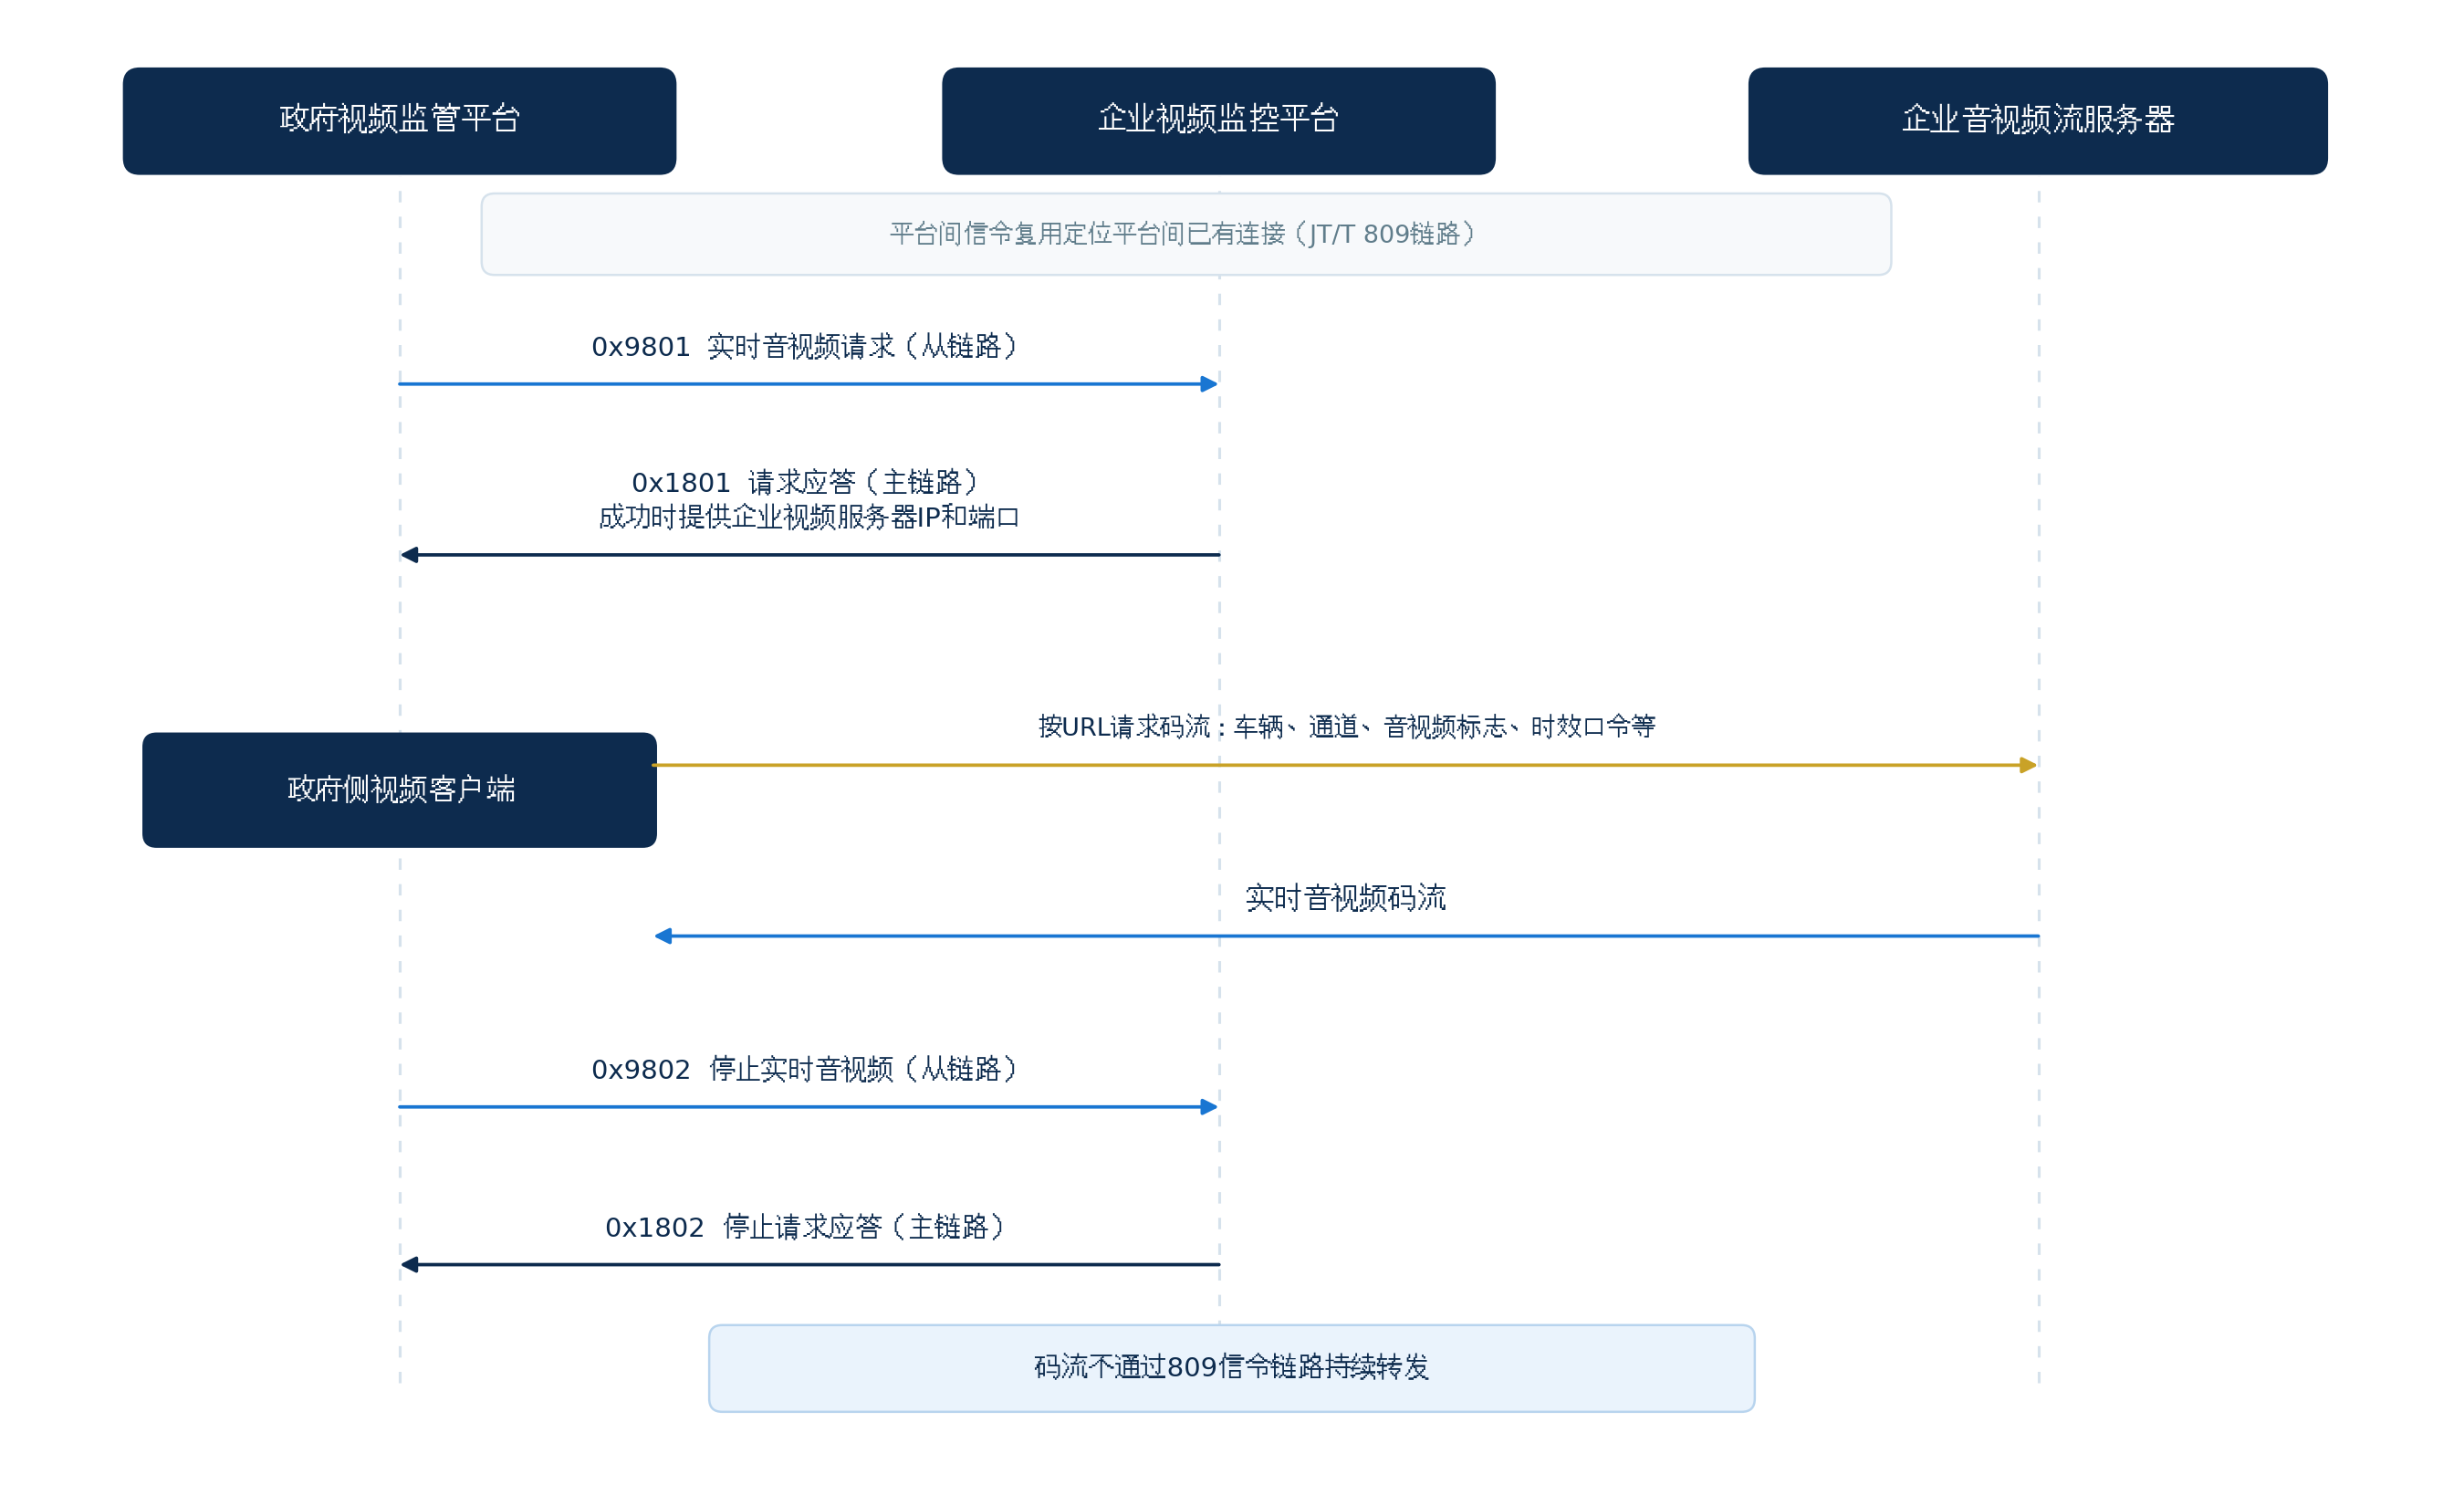 政府视频监管平台
企业视频监控平台
企业音视频流服务器
平台间信令复用定位平台间已有连接（JT/T 809链路）
0x9801 实时音视频请求（从链路）
0x1801 请求应答（主链路）
成功时提供企业视频服务器IP和端口
按URL请求码流：车辆、通道、音视频标志、时效口令等
政府侧视频客户端
实时音视频码流
0x9802 停止实时音视频（从链路）
0x1802 停止请求应答（主链路）
码流不通过809信令链路持续转发